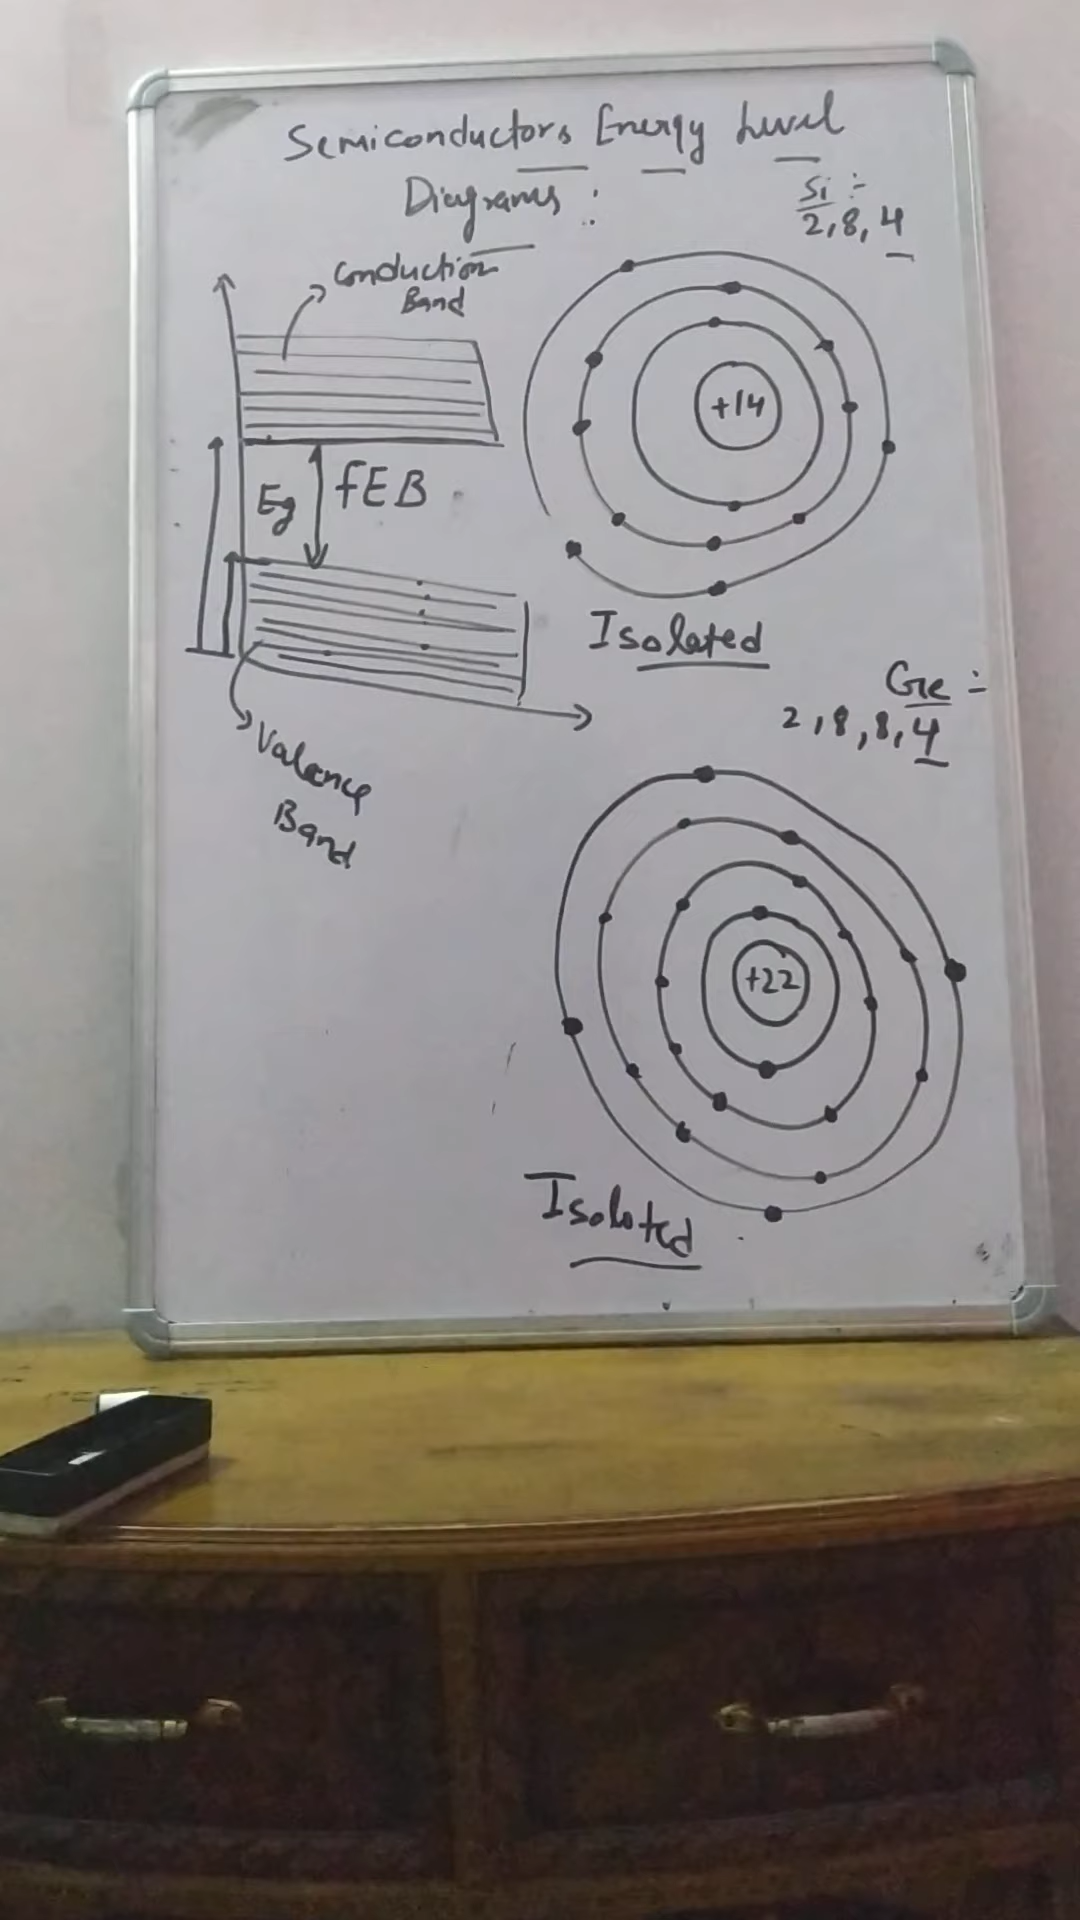 Semiconductors Energy Level
Diagrams :
Si :-
2,8,4
Conduction
Band
+14
Eg
fEB
Isolated
Ge :-
2,8,8,4
Valence
Band
+22
Isolated